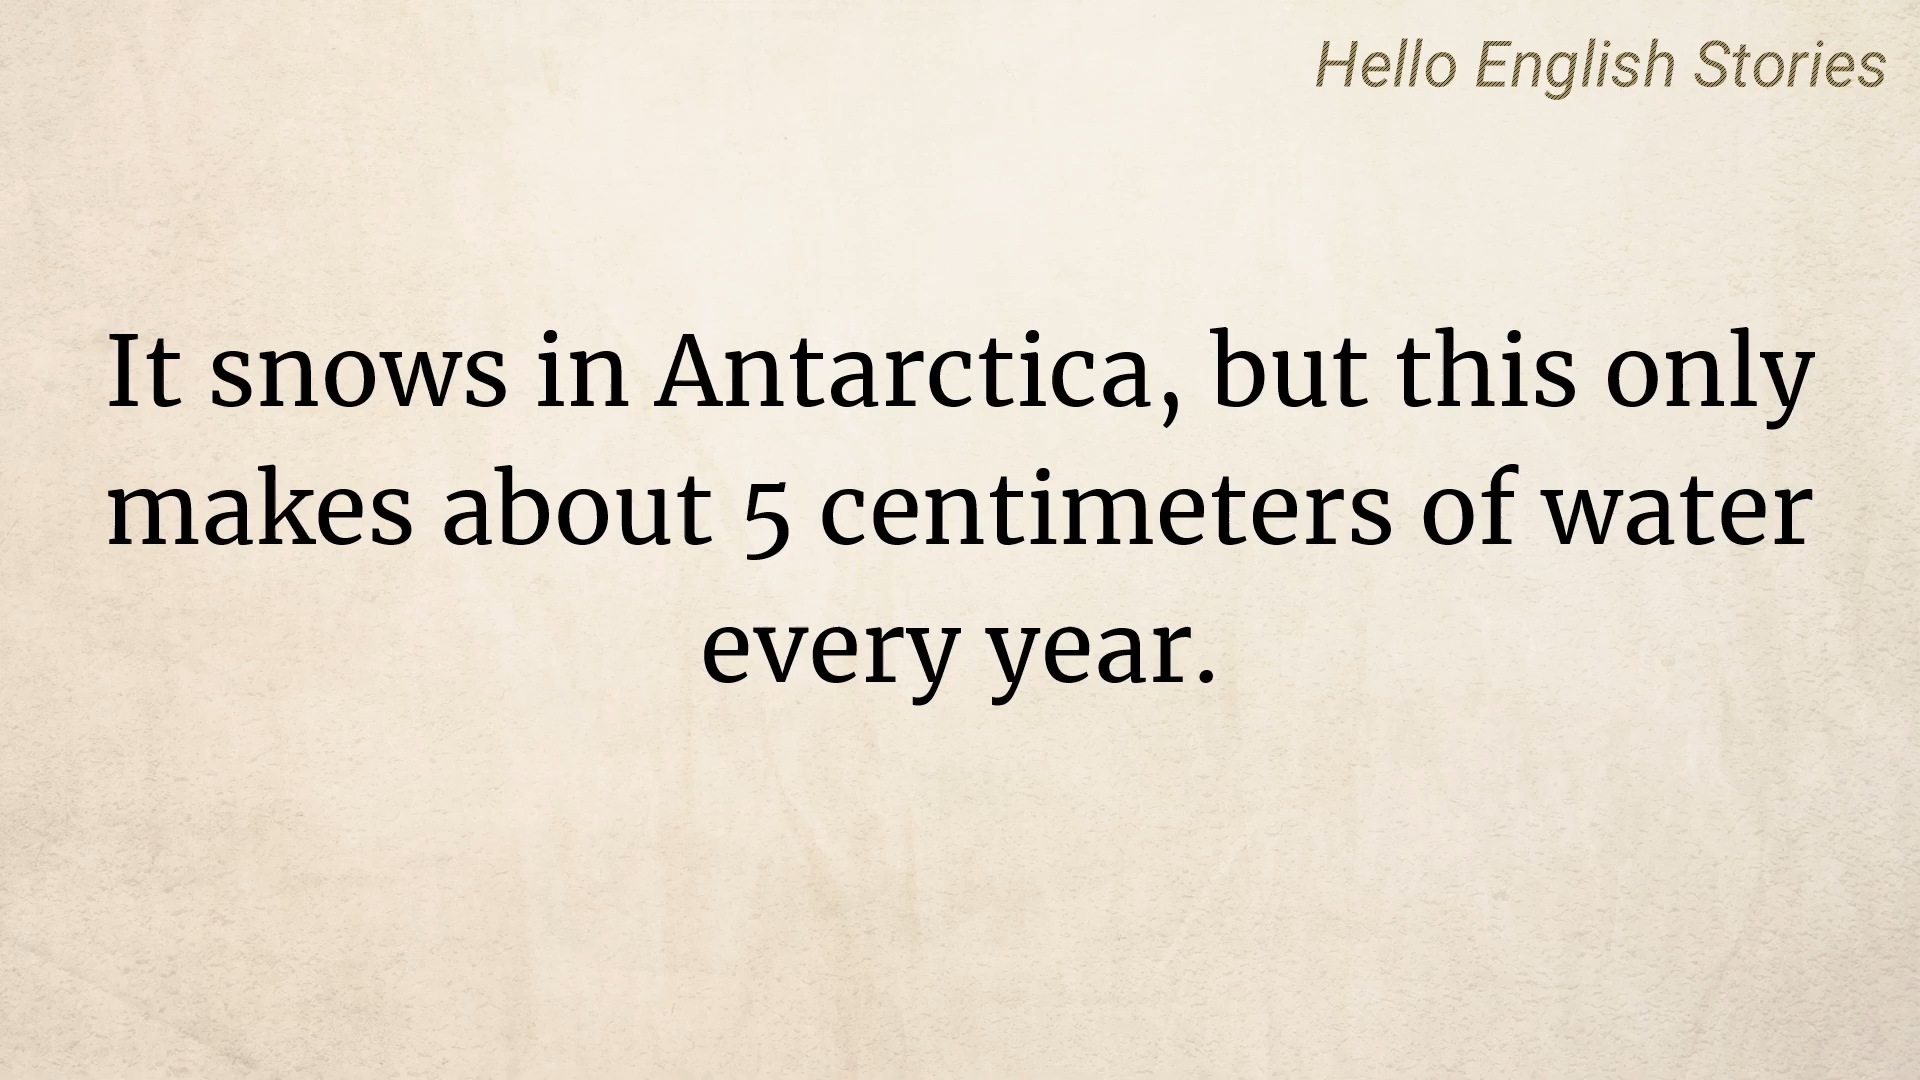 Hello English Stories
It snows in Antarctica, but this only
makes about 5 centimeters of water
every year.